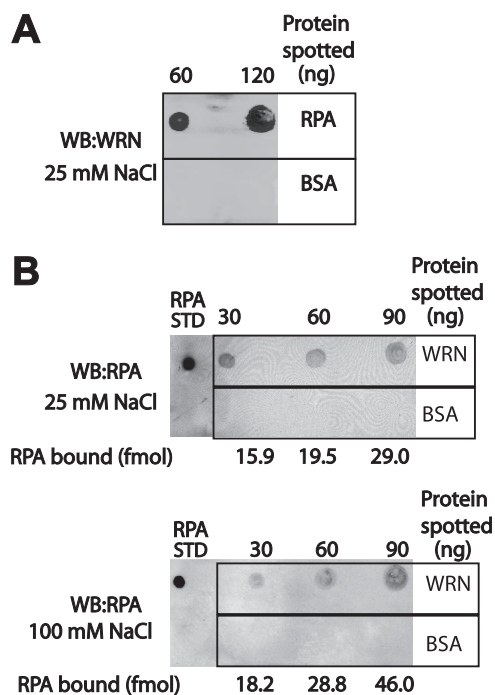 A
Protein
spotted
(ng)
60 120
RPA
WB:WRN
25 mM NaCl
BSA
B
Protein
spotted
(ng)
RPA
STD
30 60 90
WRN
WB:RPA
25 mM NaCl
BSA
RPA bound (fmol) 15.9 19.5 29.0
Protein
spotted
(ng)
RPA
STD
30 60 90
WRN
WB:RPA
100 mM NaCl
BSA
RPA bound (fmol) 18.2 28.8 46.0